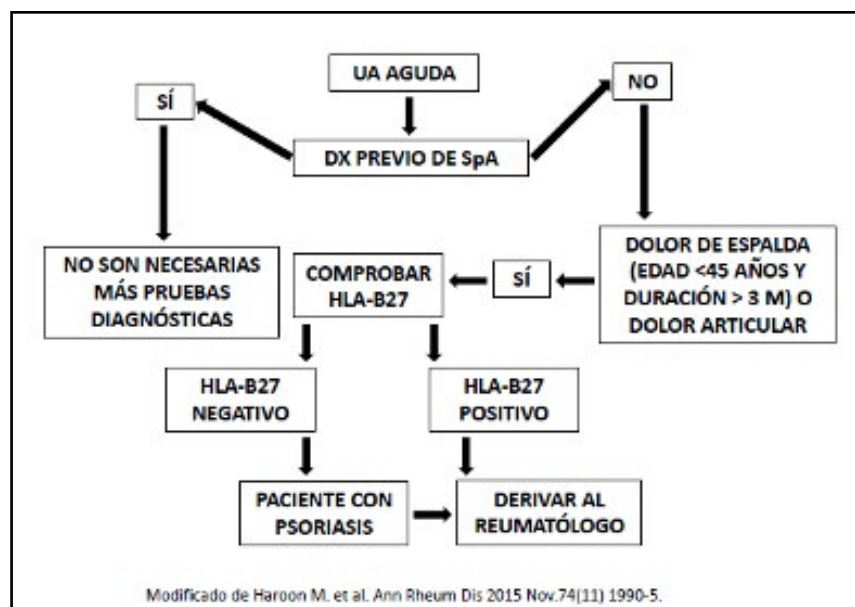 UA AGUDA
SÍ
NO
DX PREVIO DE SpA
NO SON NECESARIAS
MÁS PRUEBAS
DIAGNÓSTICAS
COMPROBAR
HLA-B27
SÍ
DOLOR DE ESPALDA
(EDAD <45 AÑOS Y
DURACIÓN > 3 M) O
DOLOR ARTICULAR
HLA-B27
NEGATIVO
HLA-B27
POSITIVO
PACIENTE CON
PSORIASIS
DERIVAR AL
REUMATÓLOGO
Modificado de Haroon M. et al. Ann Rheum Dis 2015 Nov.74(11) 1990-5.